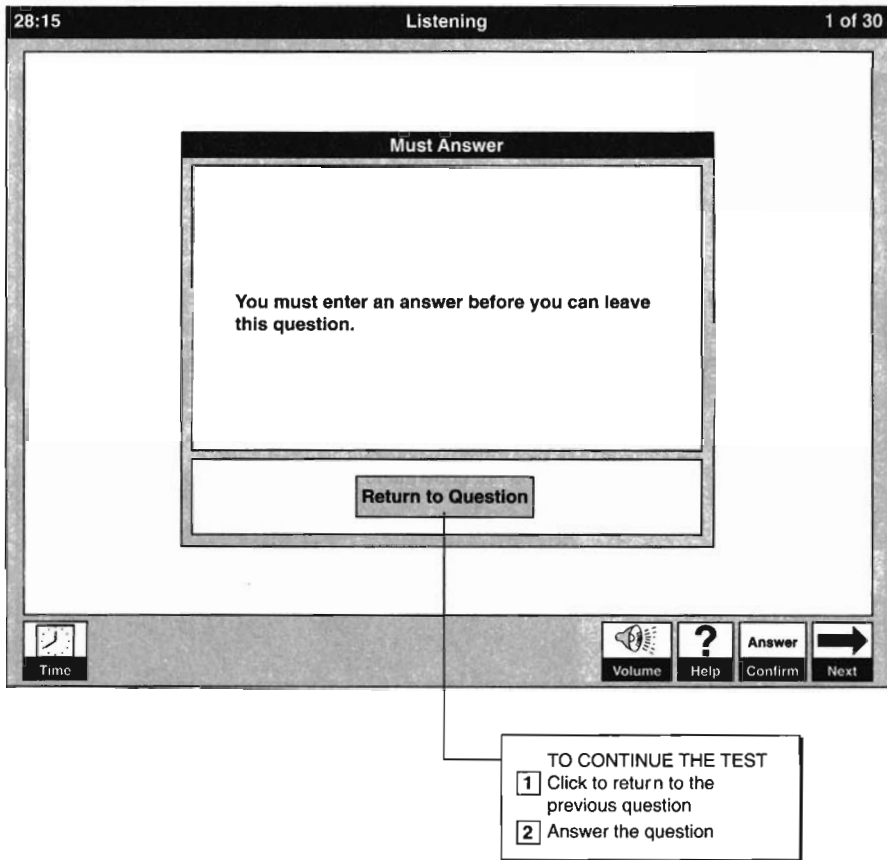 28:15 Listening 1 of 30
Must Answer
You must enter an answer before you can leave
this question.
Return to Question
Time
Volume
?
Help
Answer
Confirm
Next
TO CONTINUE THE TEST
1 Click to return to the
previous question
2 Answer the question